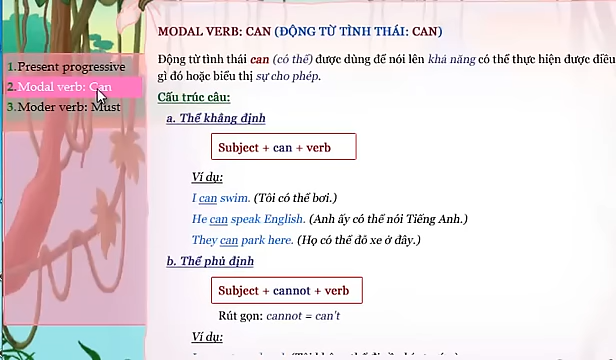 1.Present progressive
2.Modal verb: Can
3.Moder verb: Must
MODAL VERB: CAN (ĐỘNG TỪ TÌNH THÁI: CAN)
Động từ tình thái can (có thể) được dùng để nói lên khả năng có thể thực hiện được điều
gì đó hoặc biểu thị sự cho phép.
Cấu trúc câu:
a. Thể khẳng định
Subject + can + verb
Ví dụ:
I can swim. (Tôi có thể bơi.)
He can speak English. (Anh ấy có thể nói Tiếng Anh.)
They can park here. (Họ có thể đỗ xe ở đây.)
b. Thể phủ định
Subject + cannot + verb
Rút gọn: cannot = can't
Ví dụ: